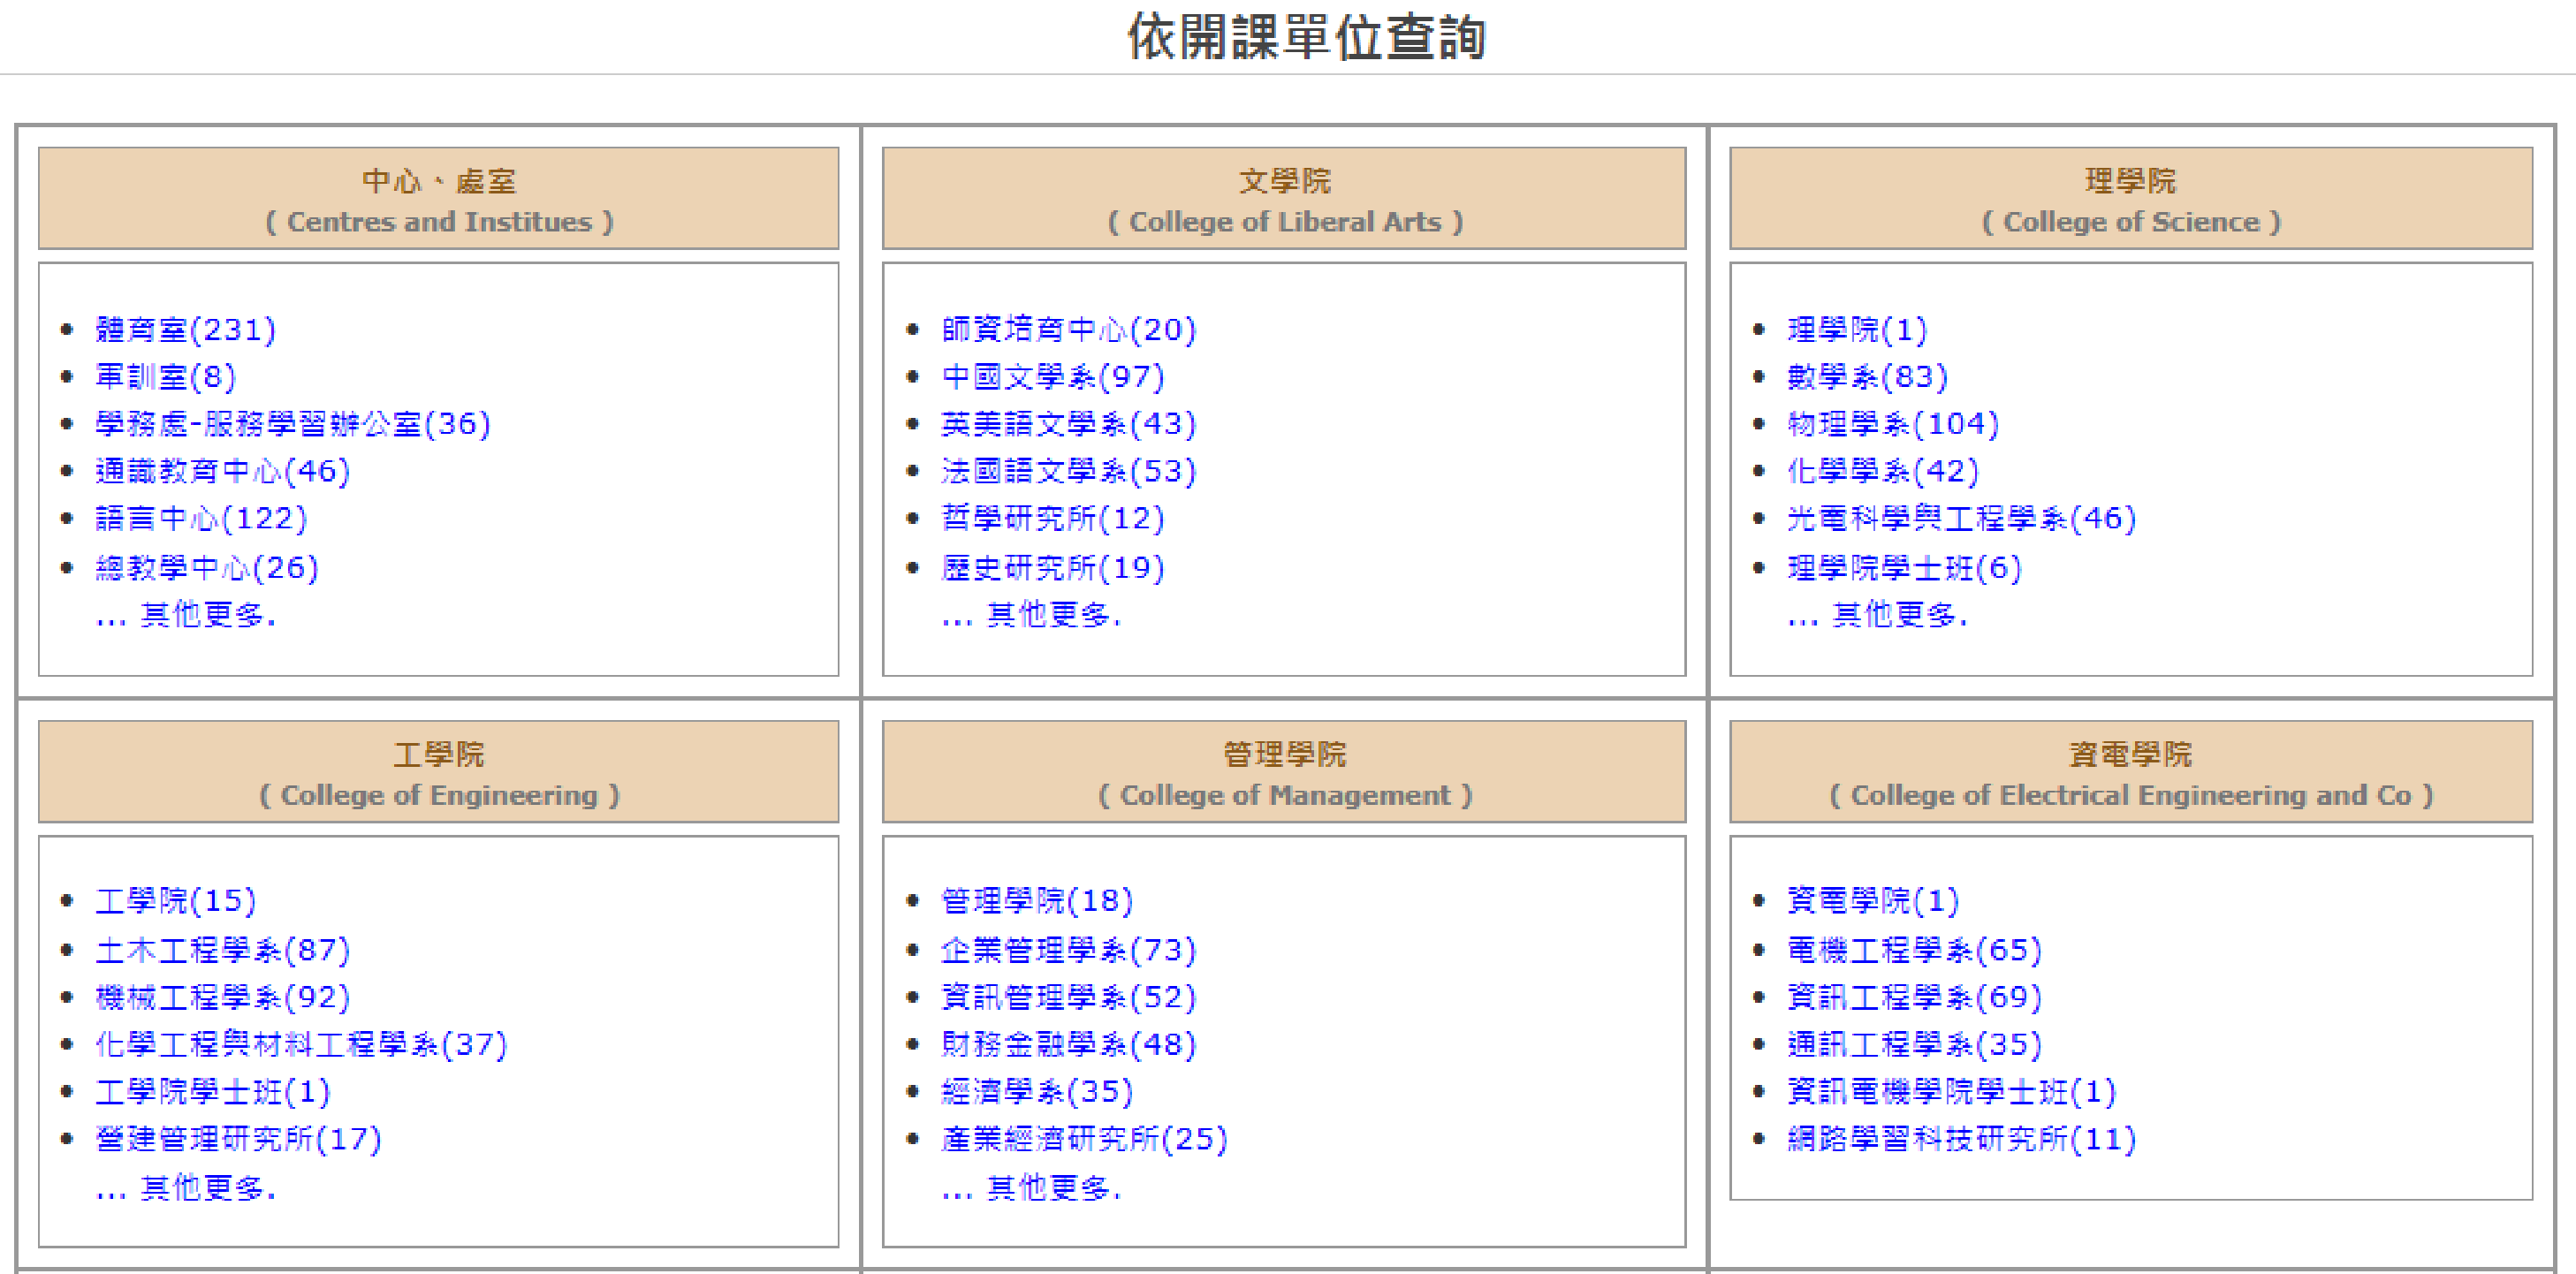 依開課單位查詢
中心、處室
( Centres and Institues )
體育室(231)
軍訓室(8)
學務處-服務學習辦公室(36)
通識教育中心(46)
語言中心(122)
總教學中心(26)
... 其他更多.
文學院
( College of Liberal Arts )
師資培育中心(20)
中國文學系(97)
英美語文學系(43)
法國語文學系(53)
哲學研究所(12)
歷史研究所(19)
... 其他更多.
理學院
( College of Science )
理學院(1)
數學系(83)
物理學系(104)
化學學系(42)
光電科學與工程學系(46)
理學院學士班(6)
... 其他更多.
工學院
( College of Engineering )
工學院(15)
土木工程學系(87)
機械工程學系(92)
化學工程與材料工程學系(37)
工學院學士班(1)
營建管理研究所(17)
... 其他更多.
管理學院
( College of Management )
管理學院(18)
企業管理學系(73)
資訊管理學系(52)
財務金融學系(48)
經濟學系(35)
產業經濟研究所(25)
... 其他更多.
資電學院
( College of Electrical Engineering and Co )
資電學院(1)
電機工程學系(65)
資訊工程學系(69)
通訊工程學系(35)
資訊電機學院學士班(1)
網路學習科技研究所(11)